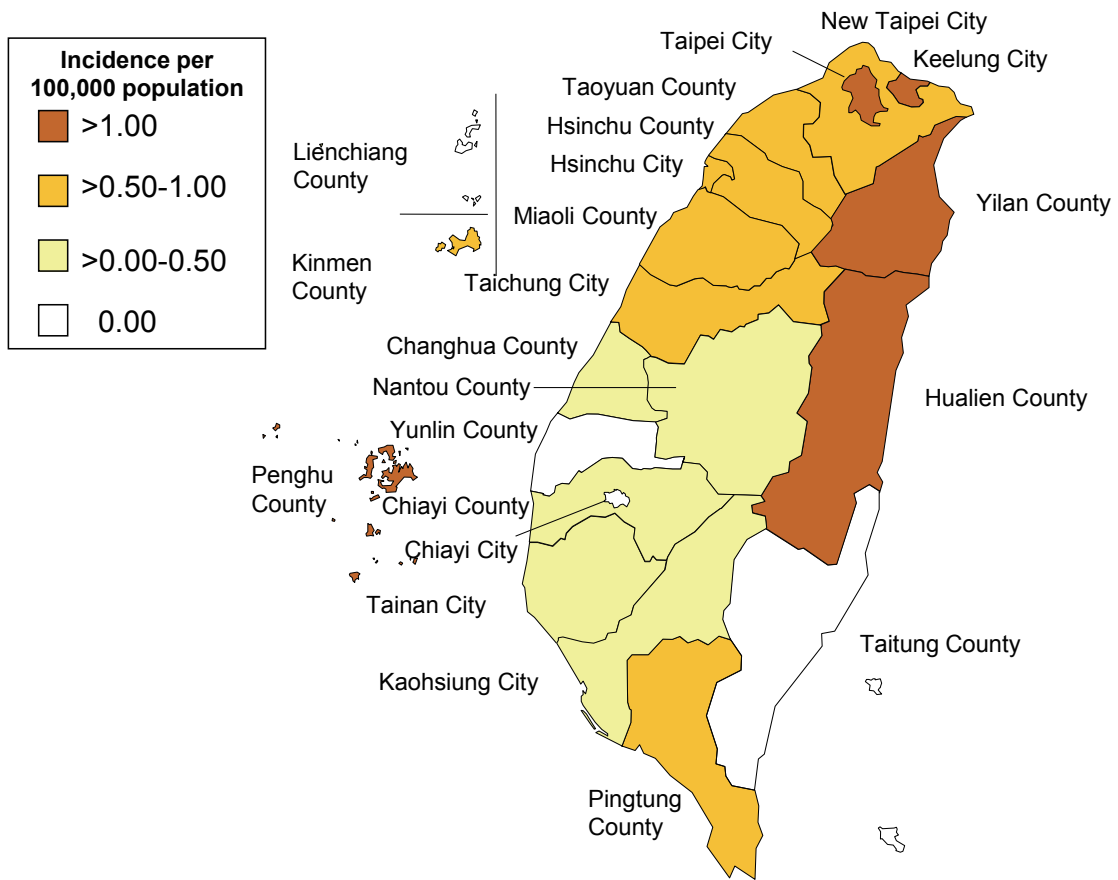 Incidence per
100,000 population
>1.00
>0.50-1.00
>0.00-0.50
0.00
New Taipei City
Taipei City
Keelung City
Taoyuan County
Hsinchu County
Hsinchu City
Lienchiang
County
Miaoli County
Yilan County
Kinmen
County
Taichung City
Changhua County
Nantou County
Hualien County
Yunlin County
Penghu
County
Chiayi County
Chiayi City
Tainan City
Taitung County
Kaohsiung City
Pingtung
County